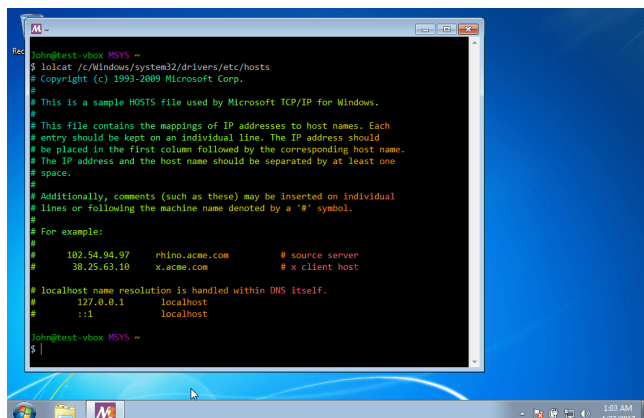 ~
Rec
John@test-vbox MSYS ~
$ lolcat /c/Windows/system32/drivers/etc/hosts
# Copyright (c) 1993-2009 Microsoft Corp.
#
# This is a sample HOSTS file used by Microsoft TCP/IP for Windows.
#
# This file contains the mappings of IP addresses to host names. Each
# entry should be kept on an individual line. The IP address should
# be placed in the first column followed by the corresponding host name.
# The IP address and the host name should be separated by at least one
# space.
#
# Additionally, comments (such as these) may be inserted on individual
# lines or following the machine name denoted by a '#' symbol.
#
# For example:
#
#      102.54.94.97     rhino.acme.com          # source server
#       38.25.63.10     x.acme.com              # x client host

# localhost name resolution is handled within DNS itself.
#       127.0.0.1       localhost
#       ::1             localhost

John@test-vbox MSYS ~
$
1:03 AM